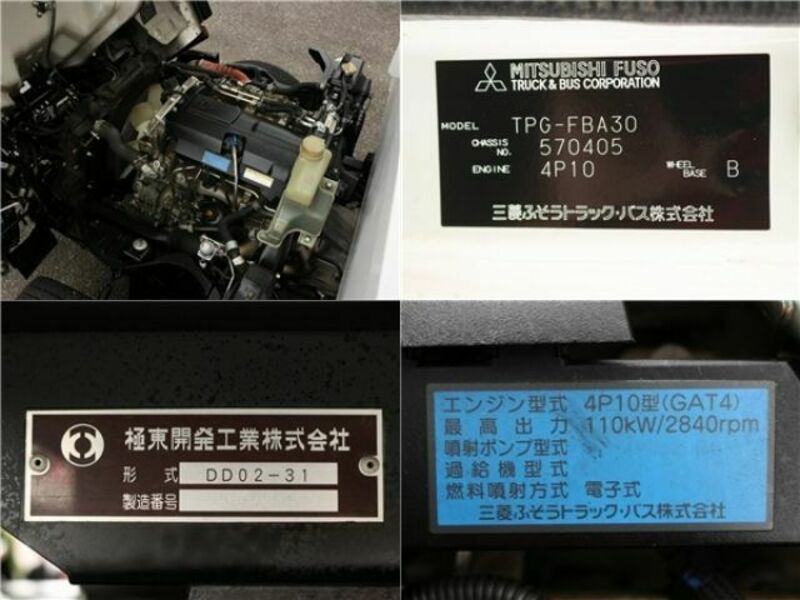 MITSUBISHI FUSO
TRUCK & BUS CORPORATION
MODEL TPG-FBA30
CHASSIS NO. 570405
ENGINE 4P10 WHEEL BASE B
三菱ふそうトラック・バス株式会社
極東開発工業株式会社
形式 DD02-31
製造番号
エンジン型式 4P10型(GAT4)
最高出力 110kW/2840rpm
噴射ポンプ型式
過給機型式
燃料噴射方式 電子式
三菱ふそうトラック・バス株式会社